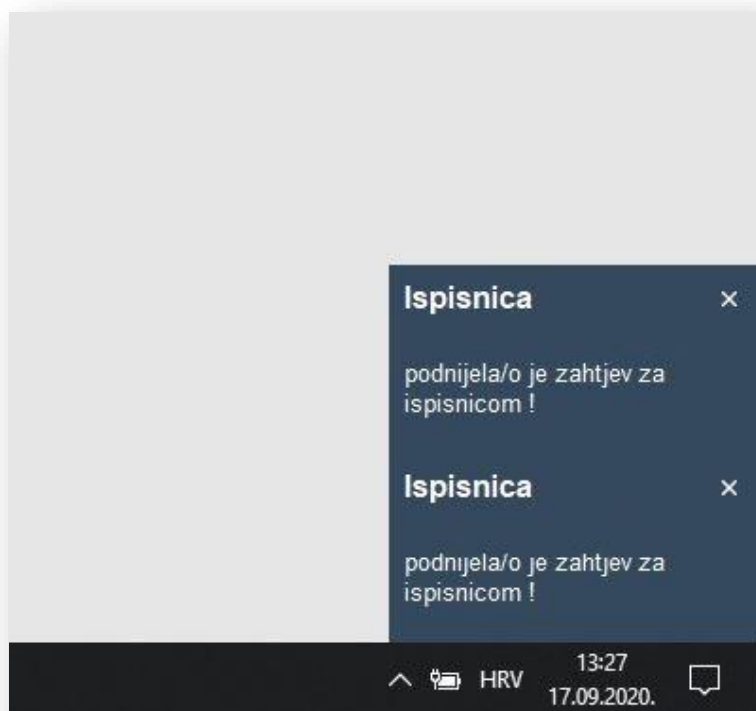 Ispisnica ×
podnijela/o je zahtjev za
ispisnicom !
Ispisnica ×
podnijela/o je zahtjev za
ispisnicom !
HRV
13:27
17.09.2020.